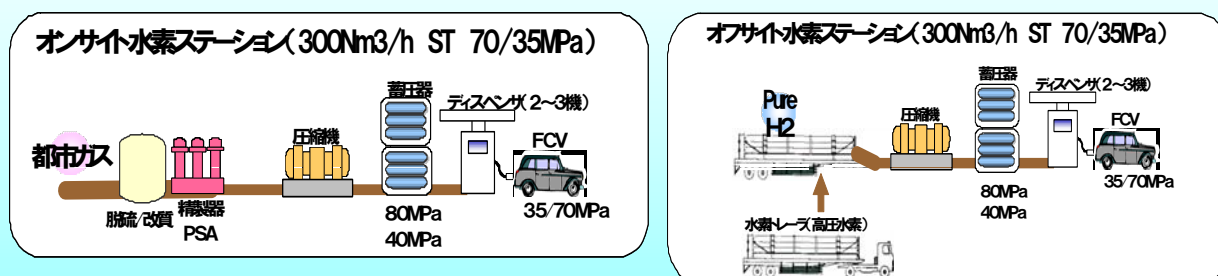 オンサイト水素ステーション(300Nm3/h ST 70/35MPa)
蓄圧器
ディスペンサ(2～3機)
圧縮機
FCV
都市ガス
脱硫/改質
精製器
PSA
80MPa
40MPa
35/70MPa
オフサイト水素ステーション(300Nm3/h ST 70/35MPa)
蓄圧器
ディスペンサ(2～3機)
Pure
H2
圧縮機
FCV
80MPa
40MPa
35/70MPa
水素トレーラ(高圧水素)